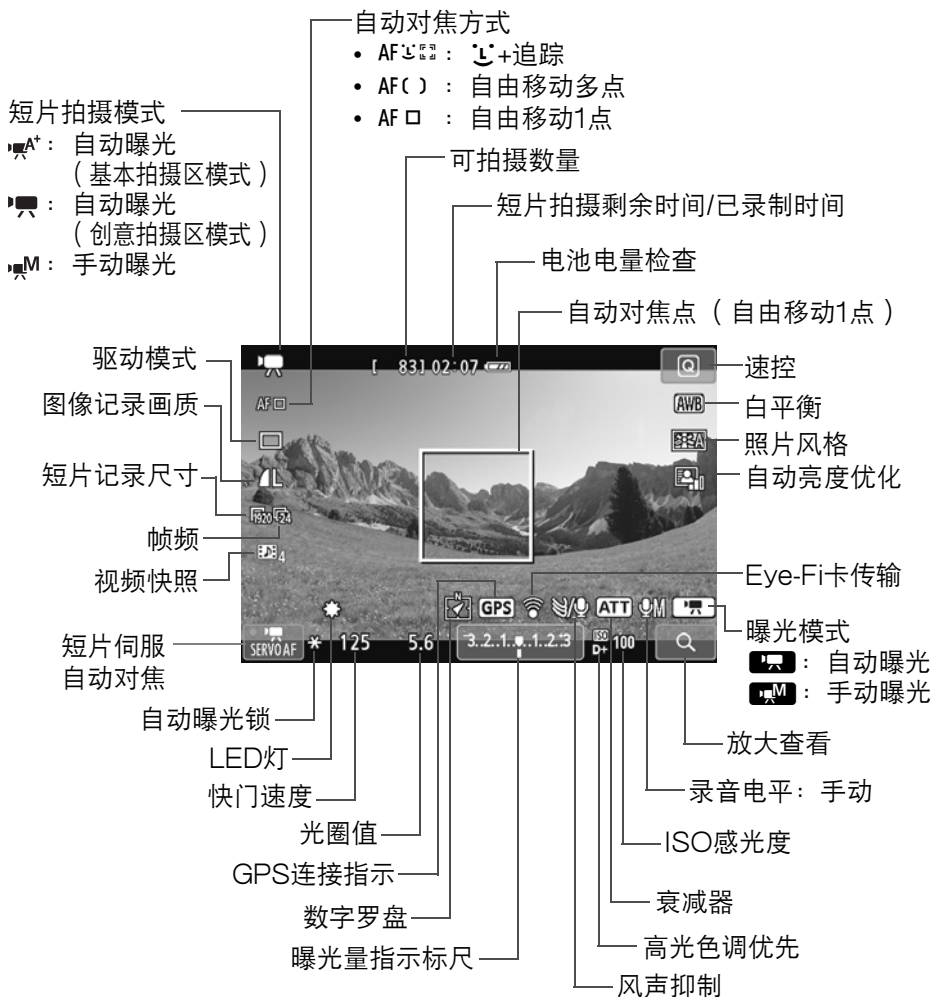 自动对焦方式
• AF : +追踪
• AF( ) : 自由移动多点
• AF □ : 自由移动1点
短片拍摄模式
A+ : 自动曝光
(基本拍摄区模式)
: 自动曝光
(创意拍摄区模式)
M : 手动曝光
可拍摄数量
短片拍摄剩余时间/已录制时间
电池电量检查
自动对焦点 (自由移动1点)
驱动模式
图像记录画质
短片记录尺寸
帧频
视频快照
短片伺服
自动对焦
自动曝光锁
LED灯
快门速度
光圈值
GPS连接指示
数字罗盘
曝光量指示标尺
[ 83] 02:07
Q
AF □
AWB
A
L
1920 24
4
N
GPS
ATT
M
SERVO AF
* 125 5.6
3..2..1..▼..1..2..3
ISO
D+ 100
速控
白平衡
照片风格
自动亮度优化
Eye-Fi卡传输
曝光模式
: 自动曝光
M : 手动曝光
放大查看
录音电平：手动
ISO感光度
衰减器
高光色调优先
风声抑制